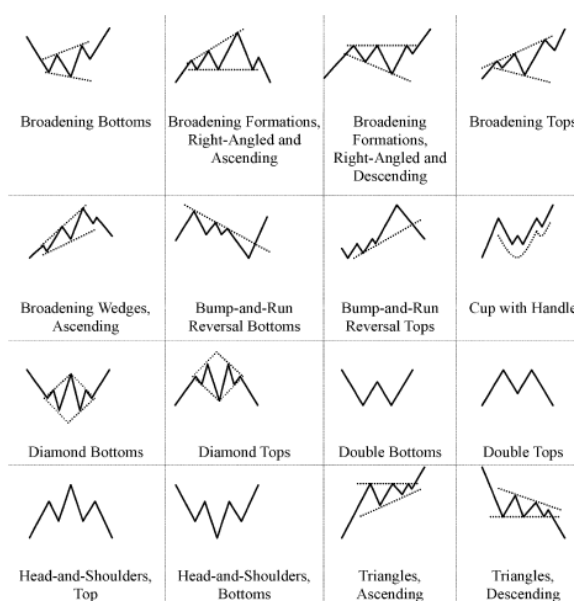 Broadening Bottoms
Broadening Formations,
Right-Angled and
Ascending
Broadening
Formations,
Right-Angled and
Descending
Broadening Tops
Broadening Wedges,
Ascending
Bump-and-Run
Reversal Bottoms
Bump-and-Run
Reversal Tops
Cup with Handle
Diamond Bottoms
Diamond Tops
Double Bottoms
Double Tops
Head-and-Shoulders,
Top
Head-and-Shoulders,
Bottoms
Triangles,
Ascending
Triangles,
Descending